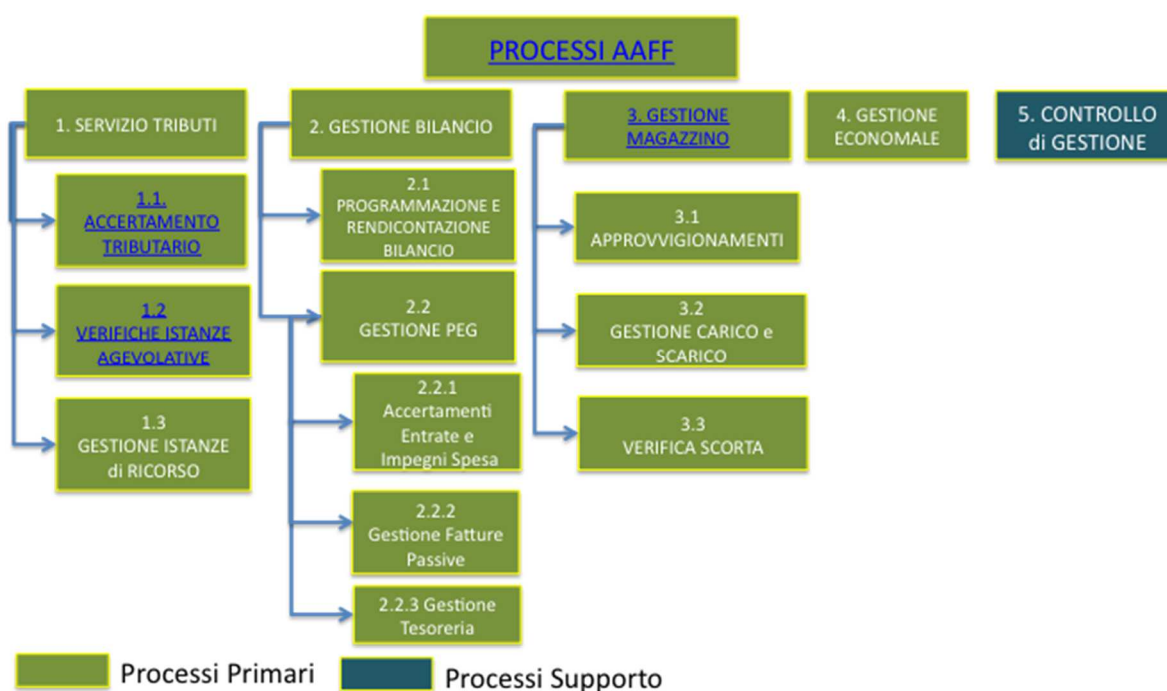 PROCESSI AAFF
1. SERVIZIO TRIBUTI
1.1.
ACCERTAMENTO
TRIBUTARIO
1.2
VERIFICHE ISTANZE
AGEVOLATIVE
1.3
GESTIONE ISTANZE
di RICORSO
2. GESTIONE BILANCIO
2.1
PROGRAMMAZIONE E
RENDICONTAZIONE
BILANCIO
2.2
GESTIONE PEG
2.2.1
Accertamenti
Entrate e
Impegni Spesa
2.2.2
Gestione Fatture
Passive
2.2.3 Gestione
Tesoreria
3. GESTIONE
MAGAZZINO
3.1
APPROVVIGIONAMENTI
3.2
GESTIONE CARICO e
SCARICO
3.3
VERIFICA SCORTA
4. GESTIONE
ECONOMALE
5. CONTROLLO
di GESTIONE
Processi Primari
Processi Supporto